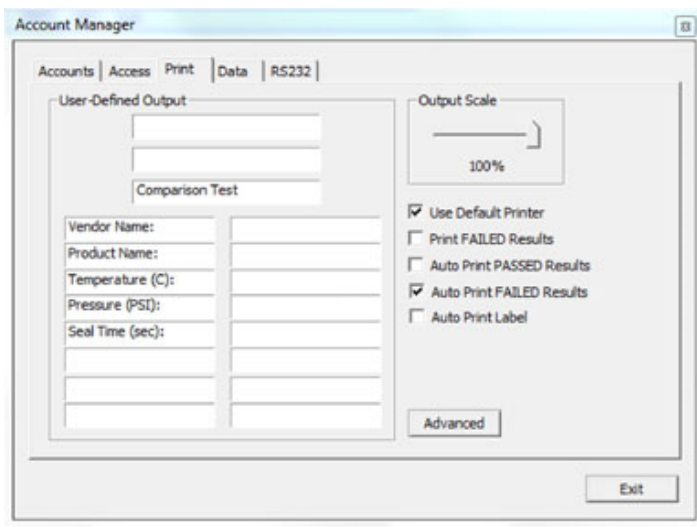 Account Manager
Accounts Access Print Data RS232
User-Defined Output
Comparison Test
Vendor Name:
Product Name:
Temperature (C):
Pressure (PSI):
Seal Time (sec):
Output Scale
100%
Use Default Printer
Print FAILED Results
Auto Print PASSED Results
Auto Print FAILED Results
Auto Print Label
Advanced
Exit